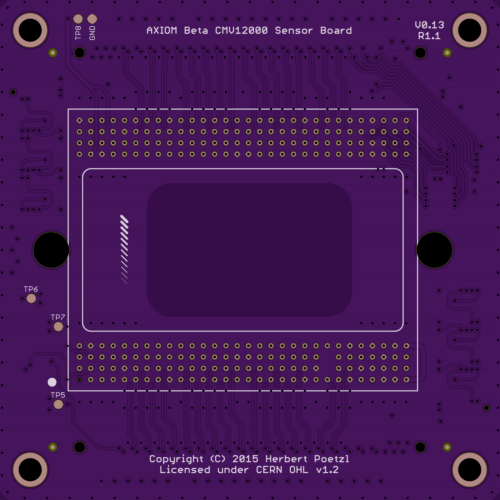 AXIOM Beta CMV12000 Sensor Board
V0.13
R1.1
TP8
GND
TP6
TP7
TP5
Copyright (C) 2015 Herbert Poetzl
Licensed under CERN OHL v1.2